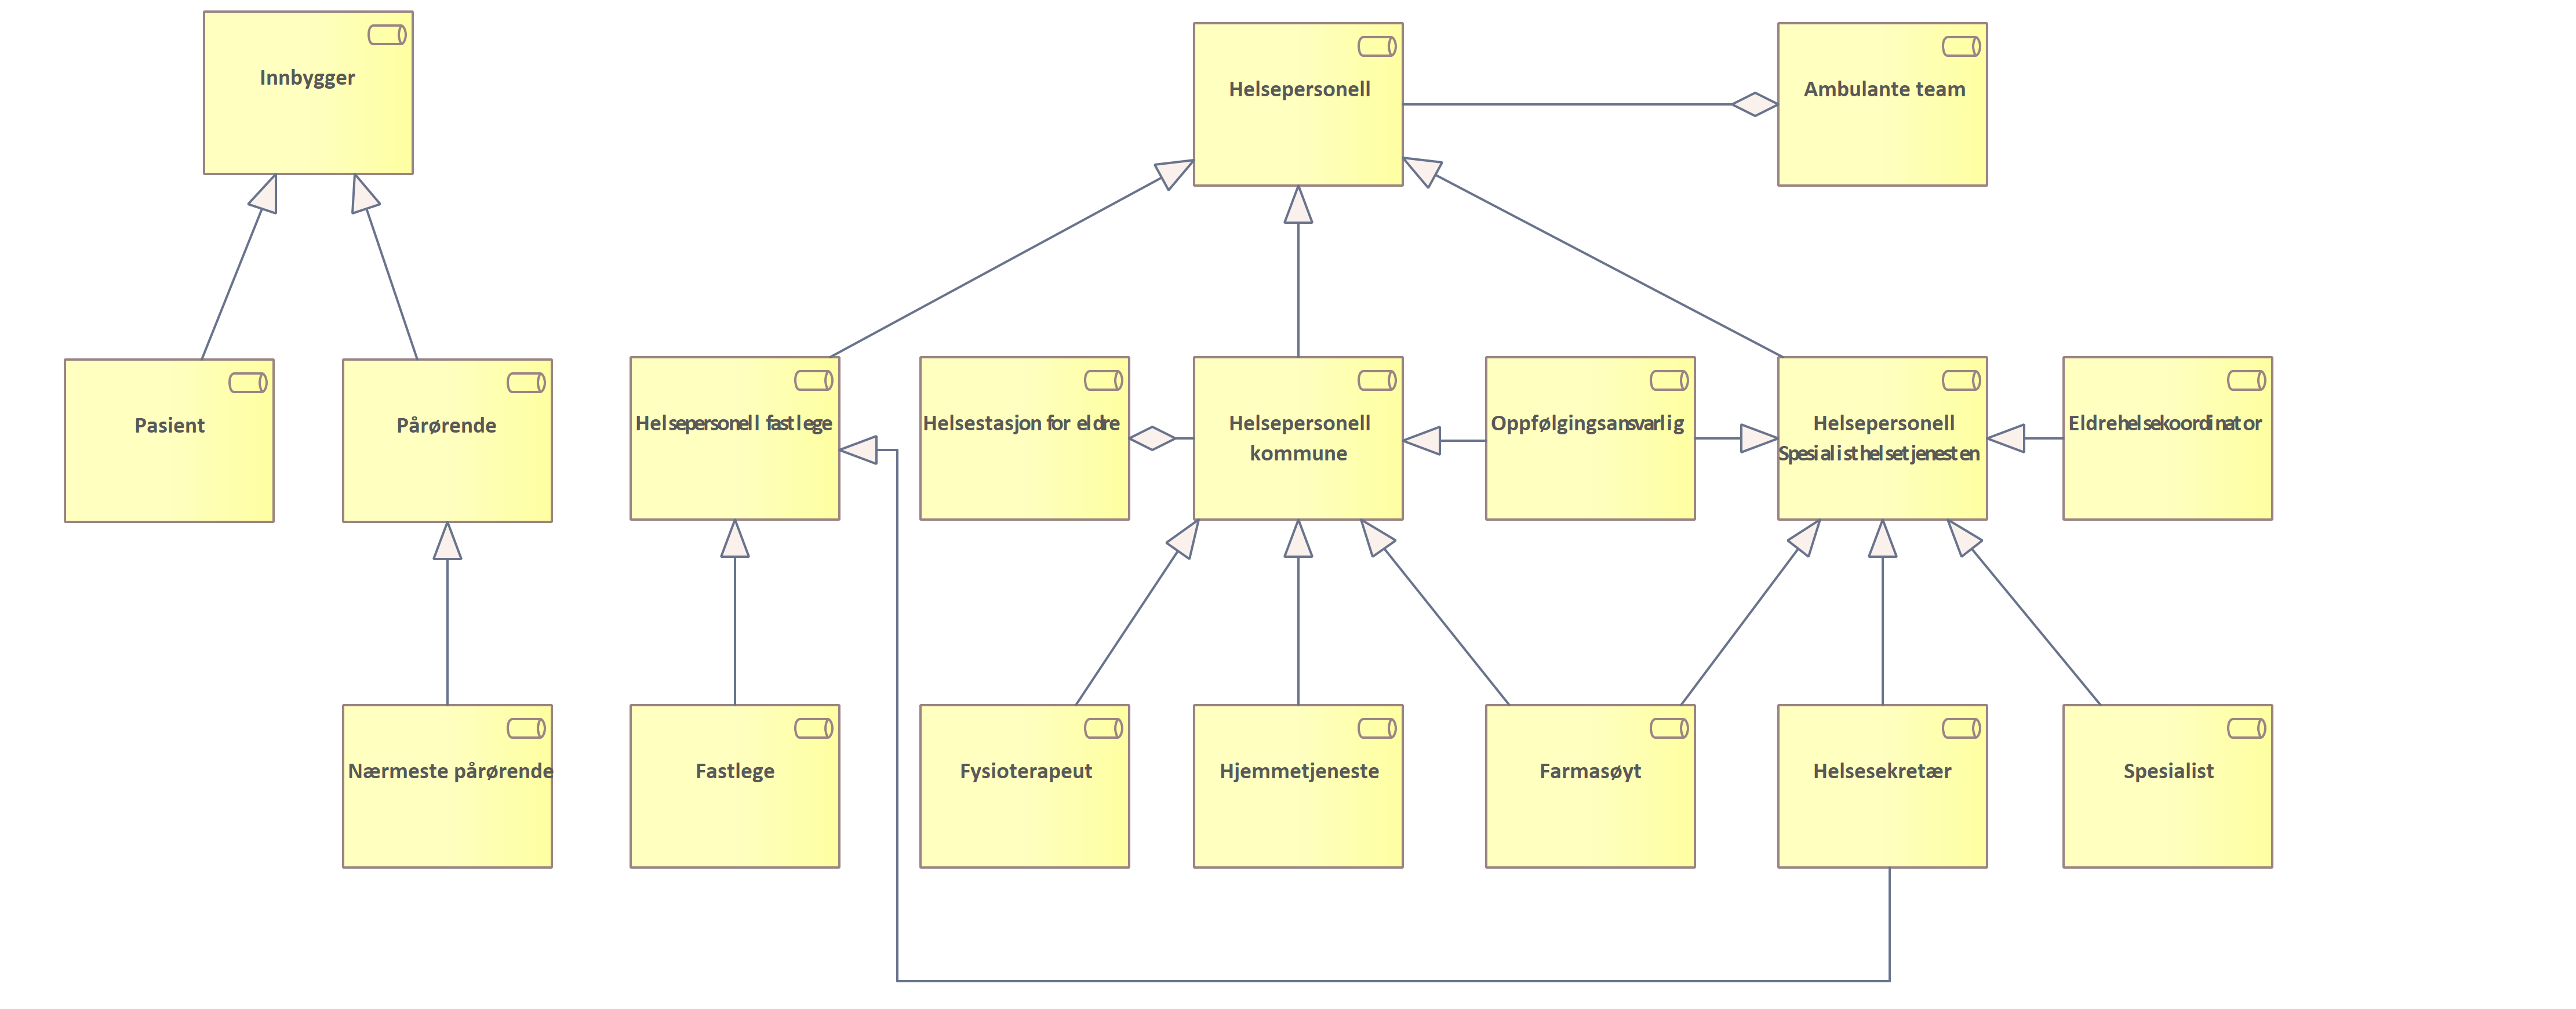 Innbygger
Helsepersonell
Ambulante team
Pasient
Pårørende
Helsepersonell fastlege
Helsestasjon for eldre
Helsepersonell
kommune
Oppfølgingsansvarlig
Helsepersonell
Spesialisthelsetjenesten
Eldrehelsekoordinator
Nærmeste pårørende
Fastlege
Fysioterapeut
Hjemmetjeneste
Farmasøyt
Helsesekretær
Spesialist